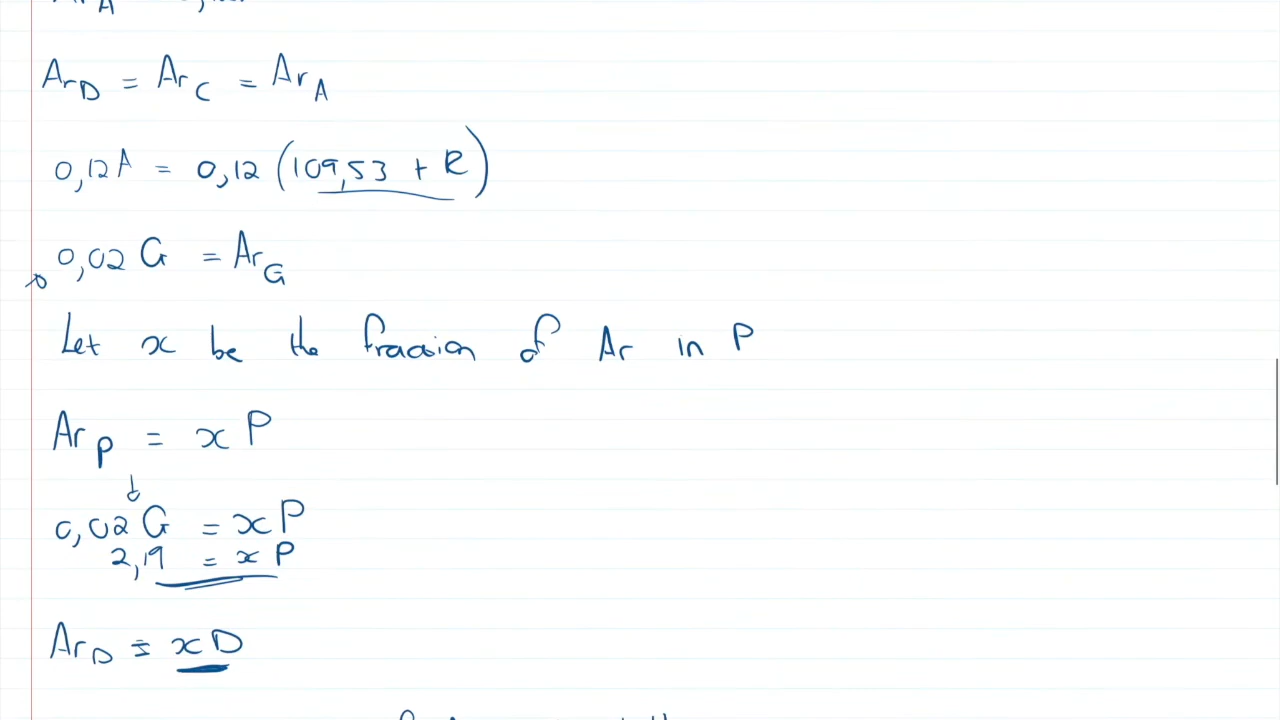 Ar_D = Ar_C = Ar_A
0,12A = 0,12 (109,53 + R)
0,02 G = Ar_G
Let x be the fraction of Ar in P
Ar_P = x P
0,02 G = x P
2,19 = x P
Ar_D = x D